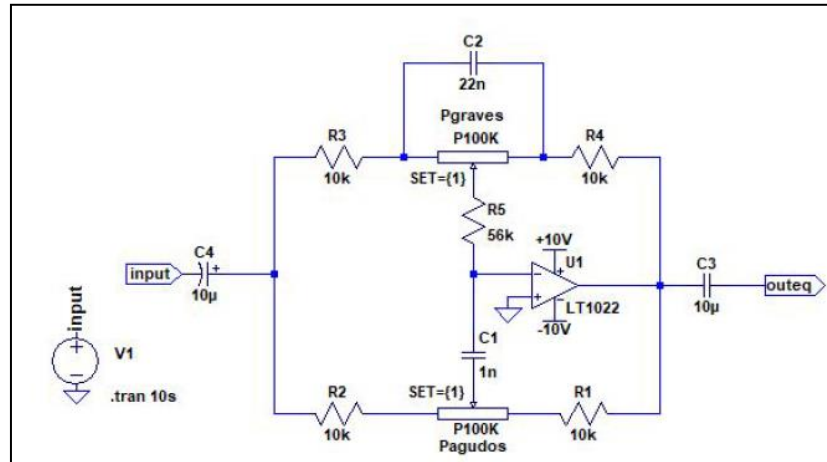 C2
22n
Pgraves
P100K
SET={1}
R3
10k
R4
10k
R5
56k
+10V
U1
LT1022
-10V
C4
10µ
input
C3
10µ
outeq
input
V1
.tran 10s
C1
1n
SET={1}
R2
10k
P100K
Pagudos
R1
10k